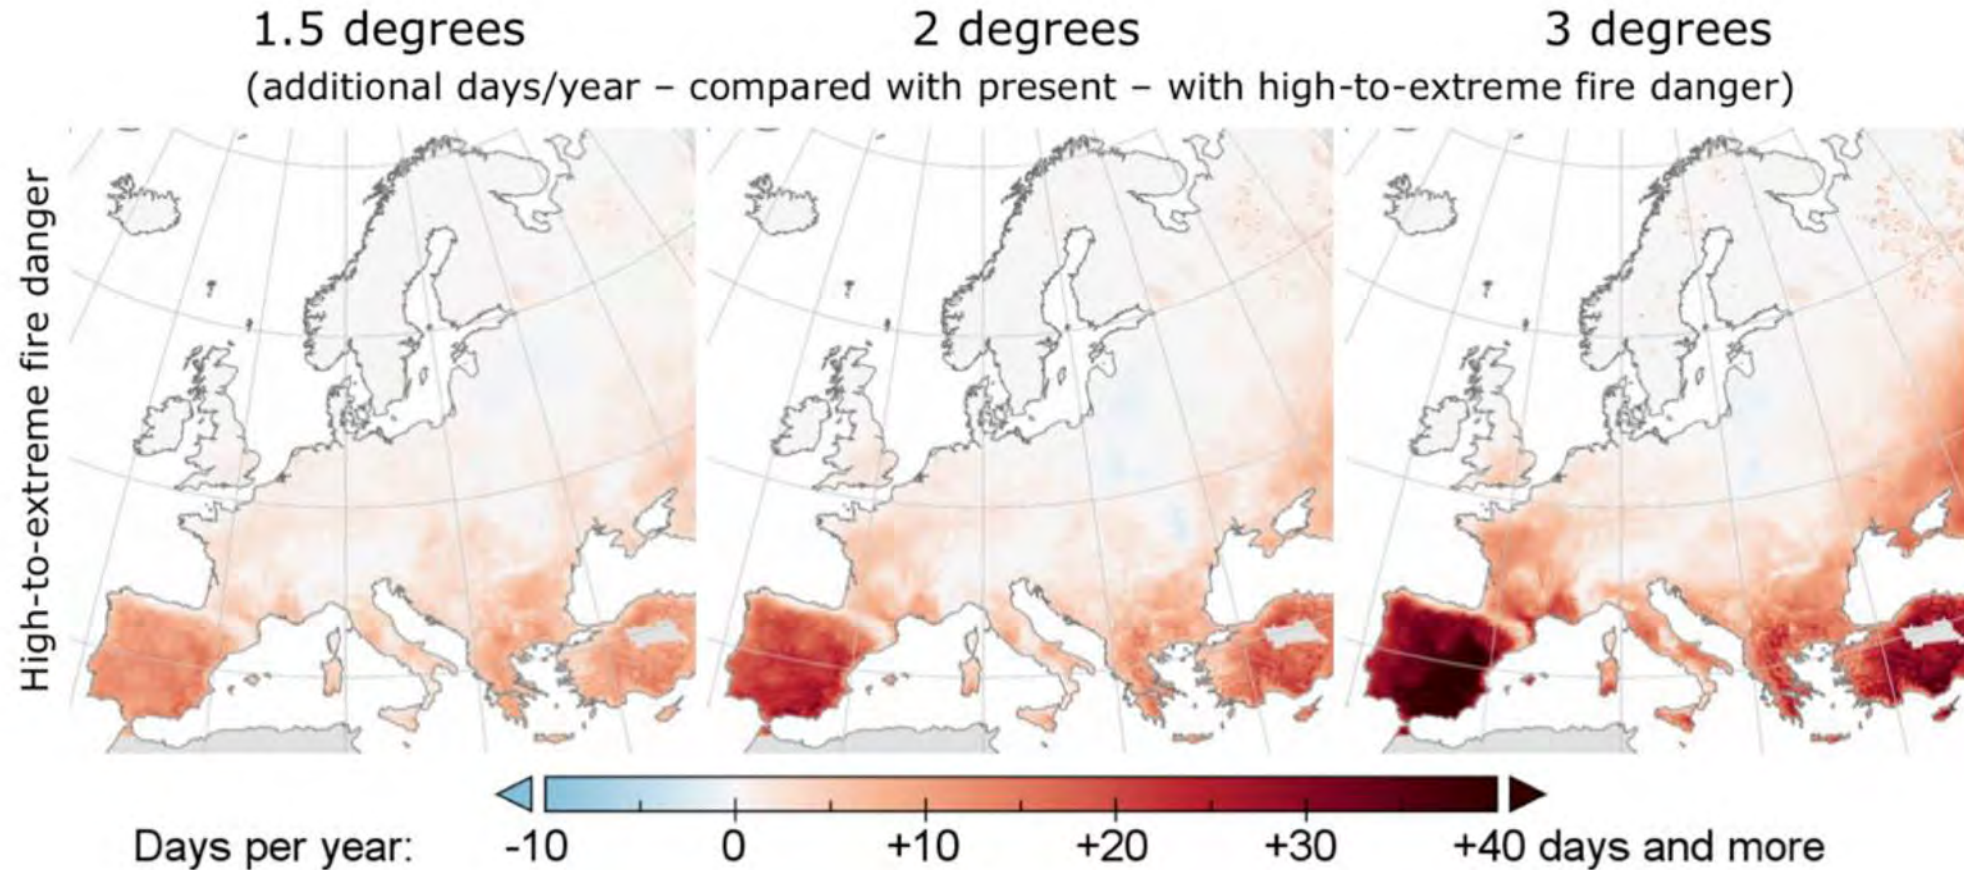 1.5 degrees 2 degrees 3 degrees
(additional days/year – compared with present – with high-to-extreme fire danger)
High-to-extreme fire danger
Days per year: -10 0 +10 +20 +30 +40 days and more